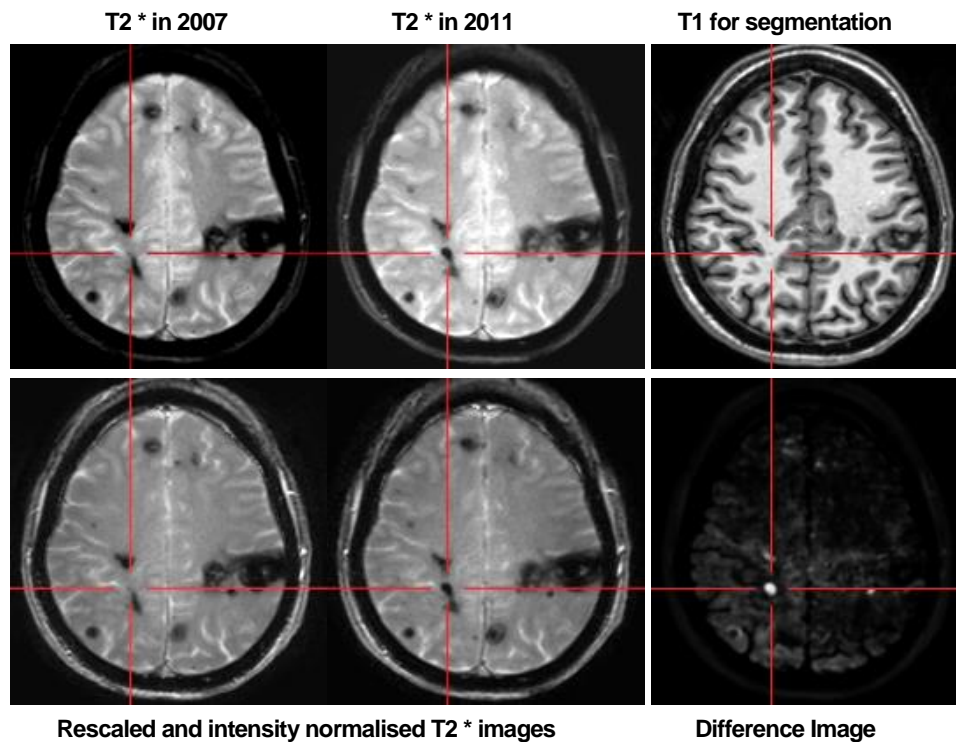 T2 * in 2007
T2 * in 2011
T1 for segmentation
Rescaled and intensity normalised T2 * images
Difference Image